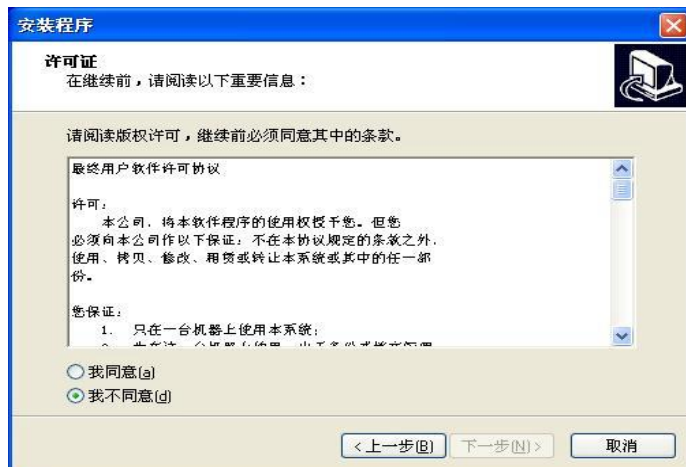 安装程序
许可证
在继续前，请阅读以下重要信息：
请阅读版权许可，继续前必须同意其中的条款。
最终用户软件许可协议
许可：
本公司．将本软件程序的使用权授予您。但您
必须向本公司作以下保证：不在本协议规定的条款之外，
使用、拷贝、修改、租赁或转让本系统或其中的任一部
份。
您保证：
1. 只在一台机器上使用本系统；
我同意(a)
我不同意(d)
<上一步(B) 下一步(N)> 取消